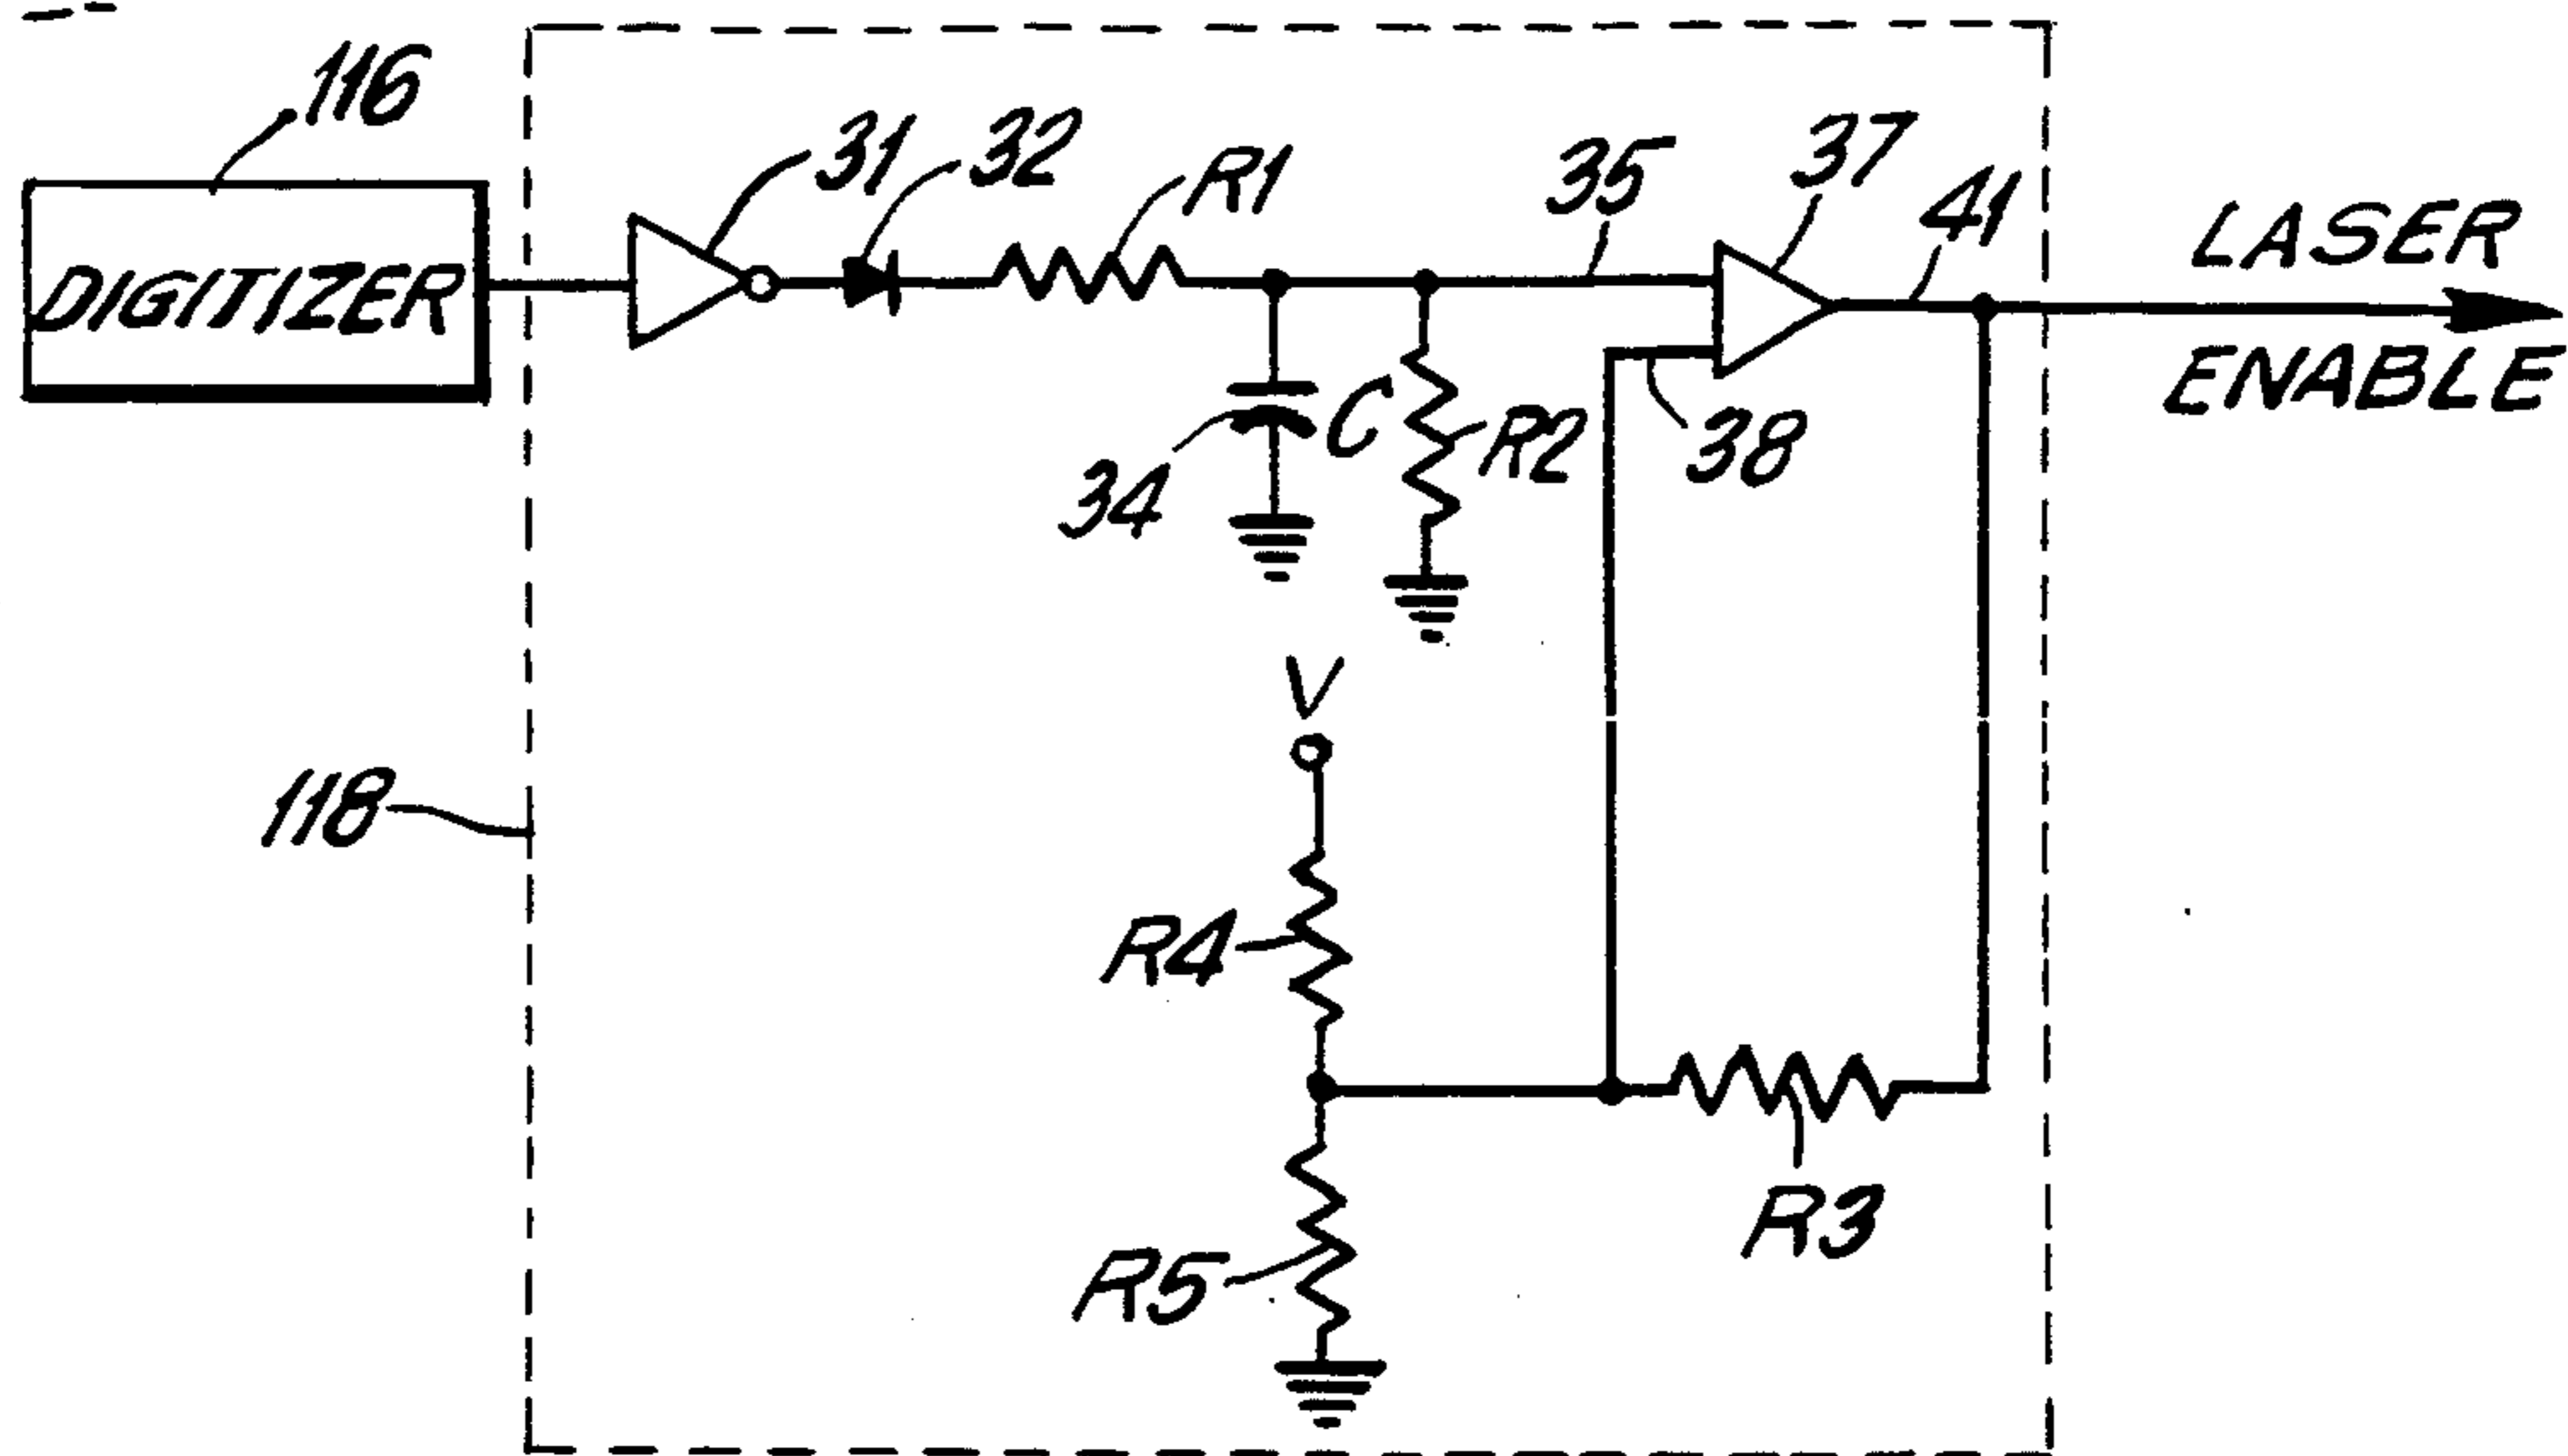 116
31
32
R1
35
37
41
LASER
ENABLE
DIGITIZER
34
C
R2
38
V
118
R4
R3
R5